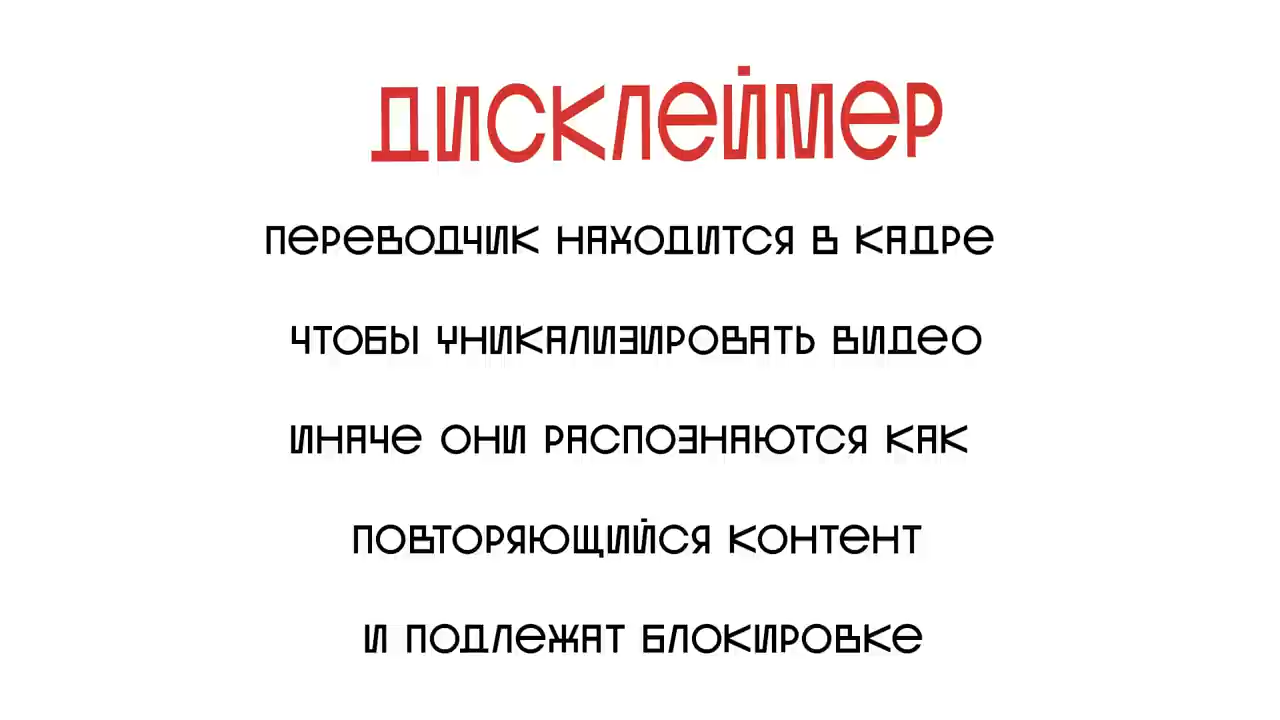 ДИСКЛЕЙМЕР
ПЕРЕВОДЧИК НАХОДИТСЯ В КАДРЕ
ЧТОБЫ УНИКАЛИЗИРОВАТЬ ВИДЕО
ИНАЧЕ ОНИ РАСПОЗНАЮТСЯ КАК
ПОВТОРЯЮЩИЙСЯ КОНТЕНТ
И ПОДЛЕЖАТ БЛОКИРОВКЕ